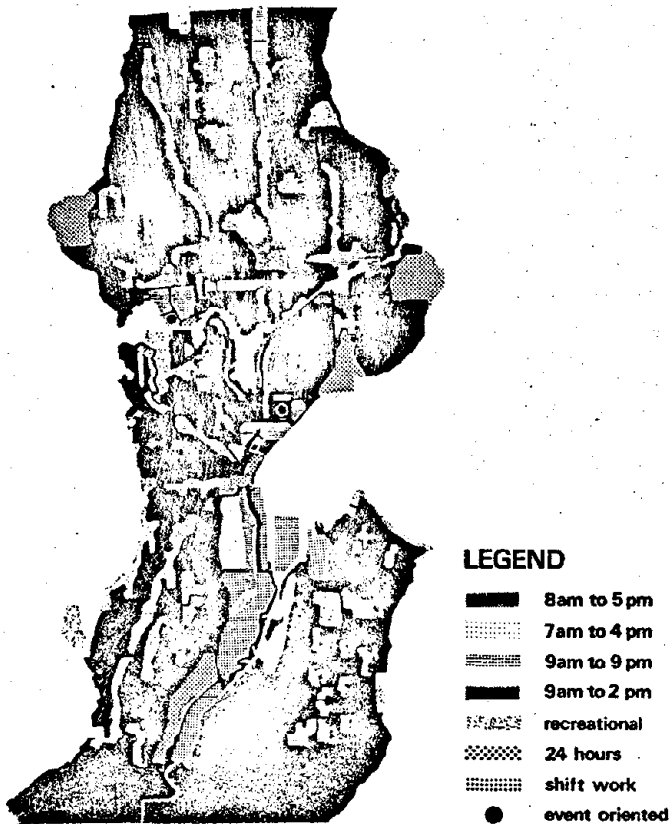 LEGEND
8am to 5 pm
7am to 4 pm
9am to 9 pm
9am to 2 pm
recreational
24 hours
shift work
event oriented